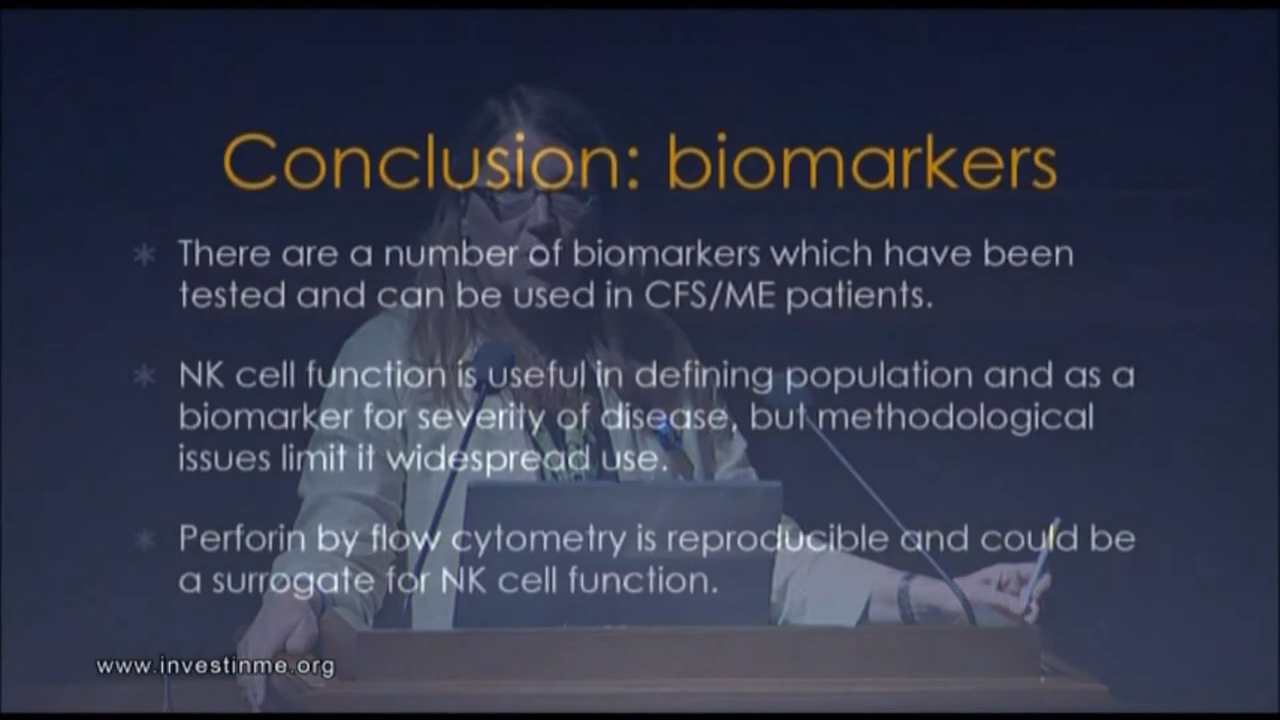 Conclusion: biomarkers
* There are a number of biomarkers which have been
tested and can be used in CFS/ME patients.
* NK cell function is useful in defining population and as a
biomarker for severity of disease, but methodological
issues limit it widespread use.
* Perforin by flow cytometry is reproducible and could be
a surrogate for NK cell function.
www.investinme.org